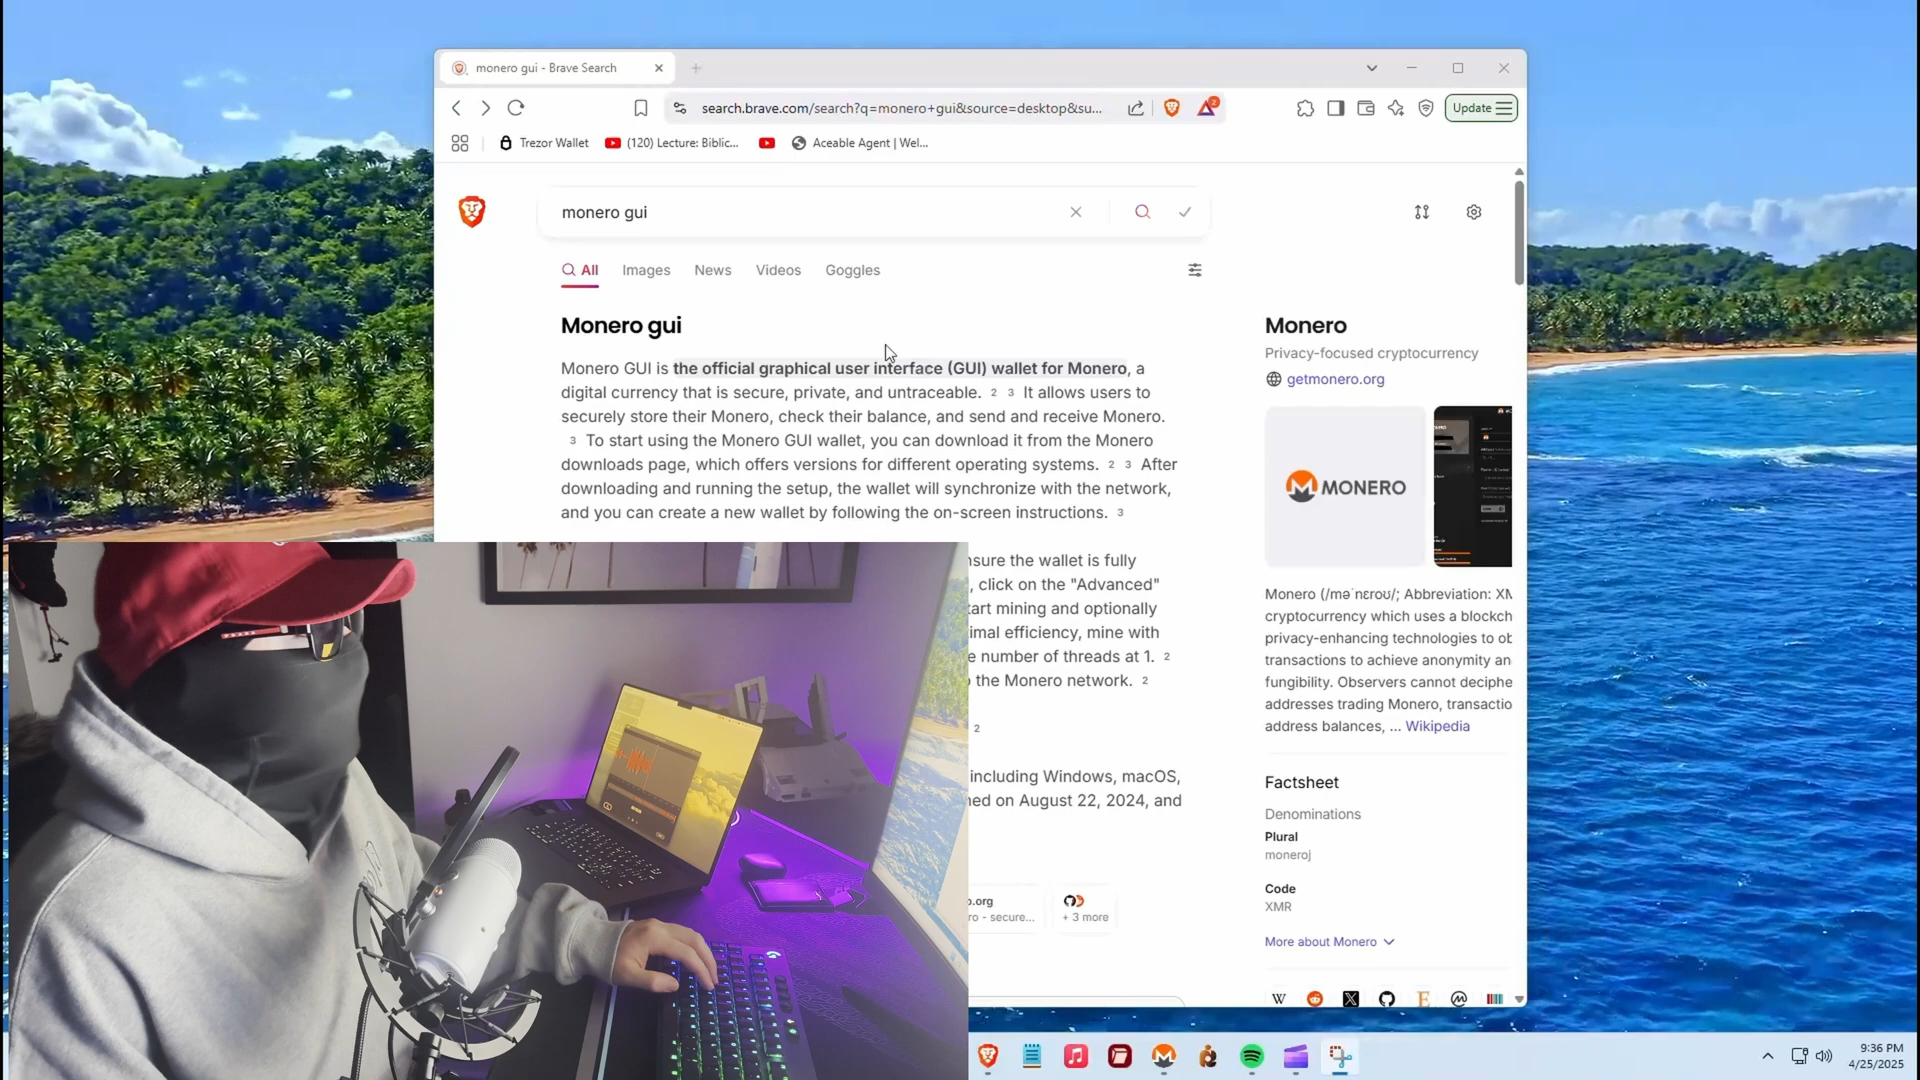 monero gui - Brave Search
search.brave.com/search?q=monero+gui&source=desktop&su...
2
Update
Trezor Wallet
(120) Lecture: Biblic...
Aceable Agent | Wel...
monero gui
All Images News Videos Goggles
Monero gui
Monero GUI is the official graphical user interface (GUI) wallet for Monero, a
digital currency that is secure, private, and untraceable. 2 3 It allows users to
securely store their Monero, check their balance, and send and receive Monero.
3 To start using the Monero GUI wallet, you can download it from the Monero
downloads page, which offers versions for different operating systems. 2 3 After
downloading and running the setup, the wallet will synchronize with the network,
and you can create a new wallet by following the on-screen instructions. 3
nsure the wallet is fully
, click on the "Advanced"
tart mining and optionally
imal efficiency, mine with
e number of threads at 1. 2
o the Monero network. 2
2
including Windows, macOS,
ned on August 22, 2024, and
o.org
ro - secure...
+ 3 more
Monero
Privacy-focused cryptocurrency
getmonero.org
MONERO
Monero (/məˈnɛroʊ/; Abbreviation: XM
cryptocurrency which uses a blockch
privacy-enhancing technologies to ob
transactions to achieve anonymity an
fungibility. Observers cannot deciphe
addresses trading Monero, transactio
address balances, ... Wikipedia
Factsheet
Denominations
Plural
moneroj
Code
XMR
More about Monero
9:36 PM
4/25/2025